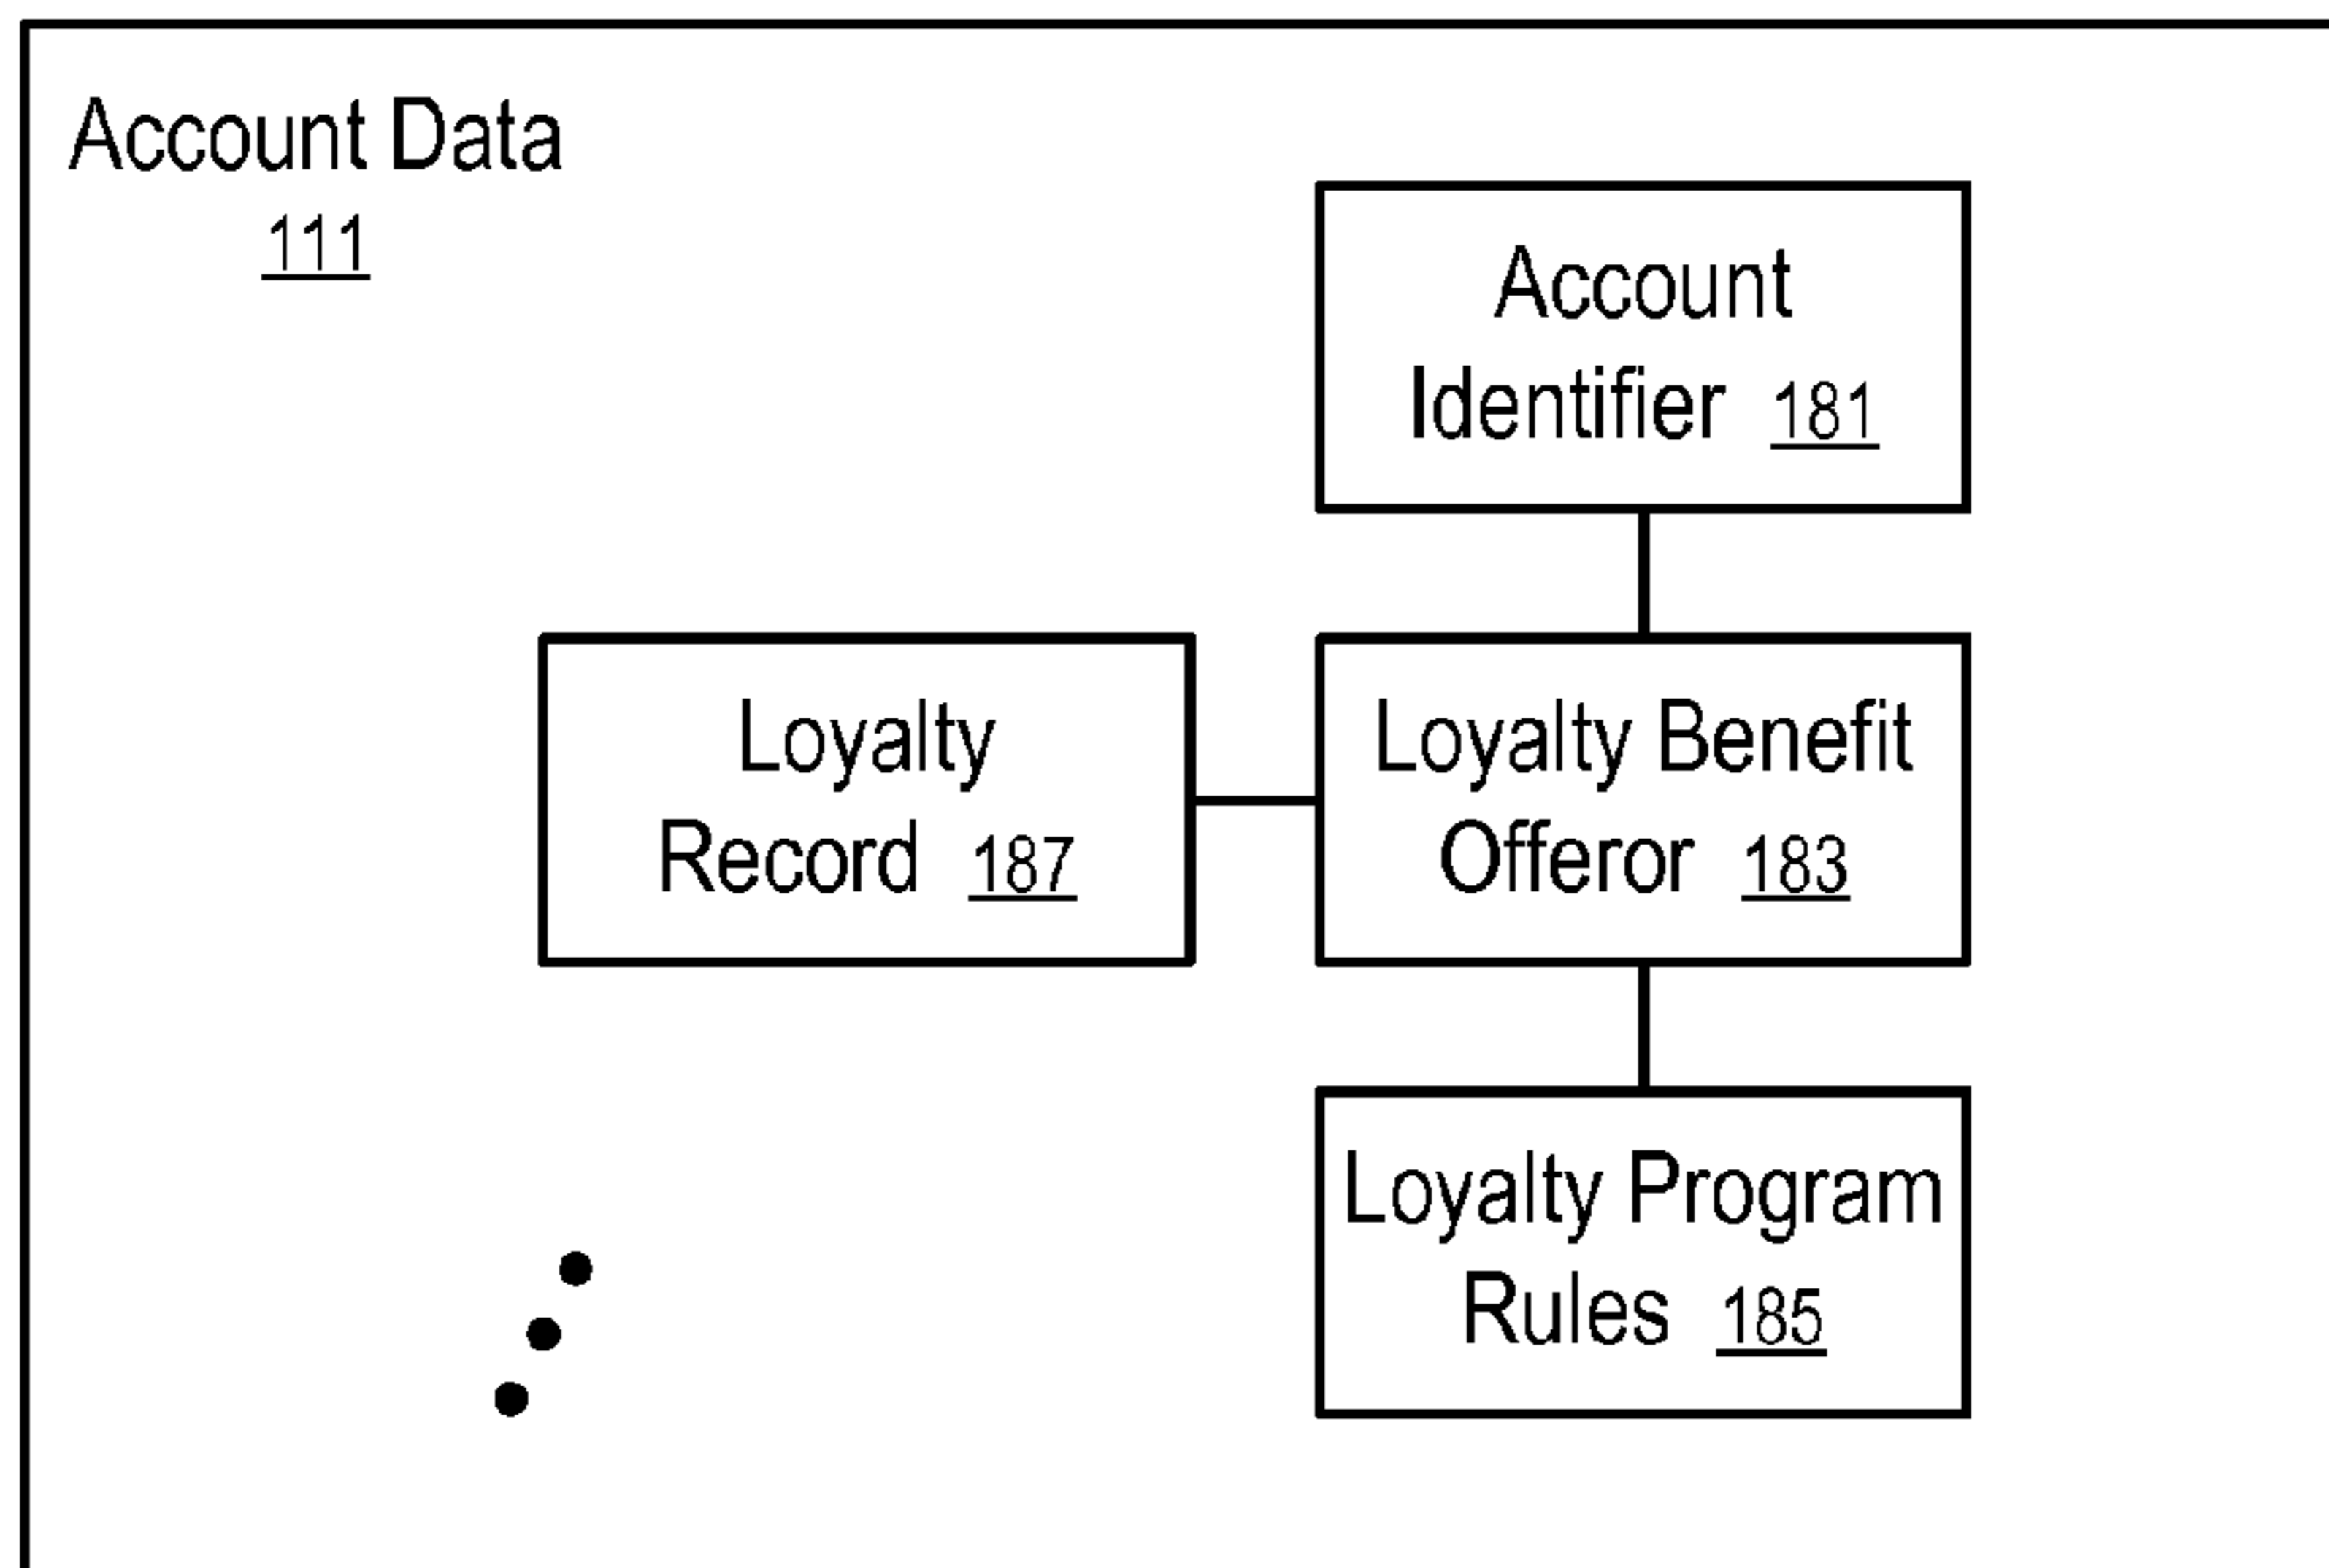 Account Data
111
Account
Identifier 181
Loyalty
Record 187
Loyalty Benefit
Offeror 183
Loyalty Program
Rules 185